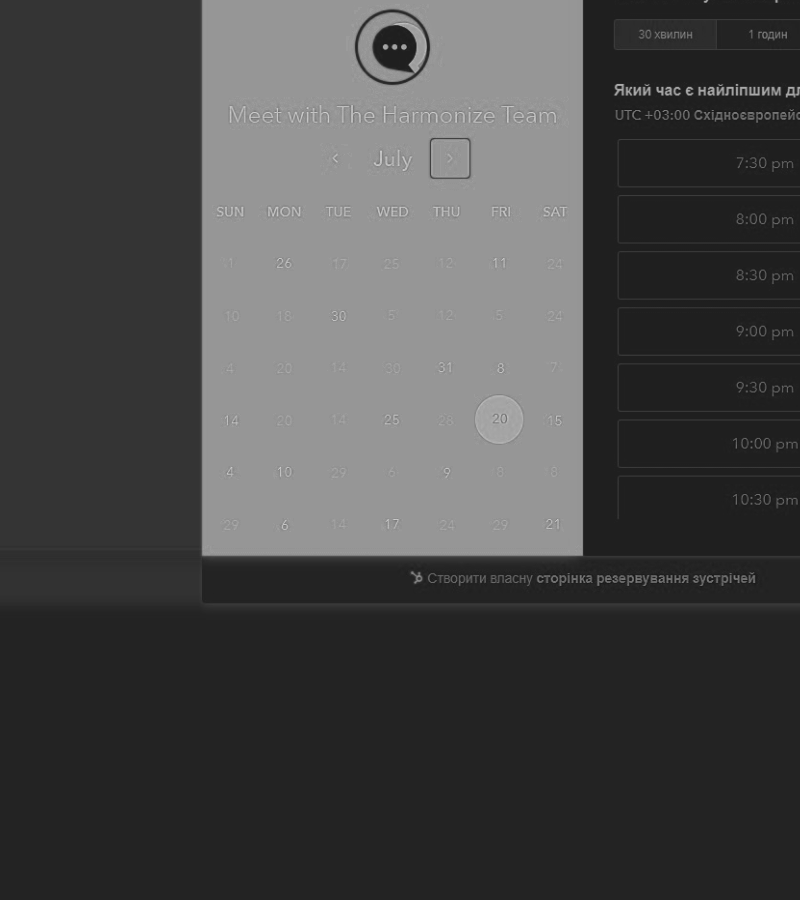 Meet with The Harmonize Team
July
SUN MON TUE WED THU FRI SAT
1 26 17 25 12 11 24
10 18 30 5 12 5 24
4 20 14 30 31 8 7
14 20 14 25 28 20 15
4 10 29 6 9 8 8
29 6 14 17 24 29 21
30 хвилин 1 годин
Який час є найліпшим
UTC +03:00
7:30 pm
8:00 pm
8:30 pm
9:00 pm
9:30 pm
10:00 pm
10:30 pm
Створити власну сторінка резервування зустрічей